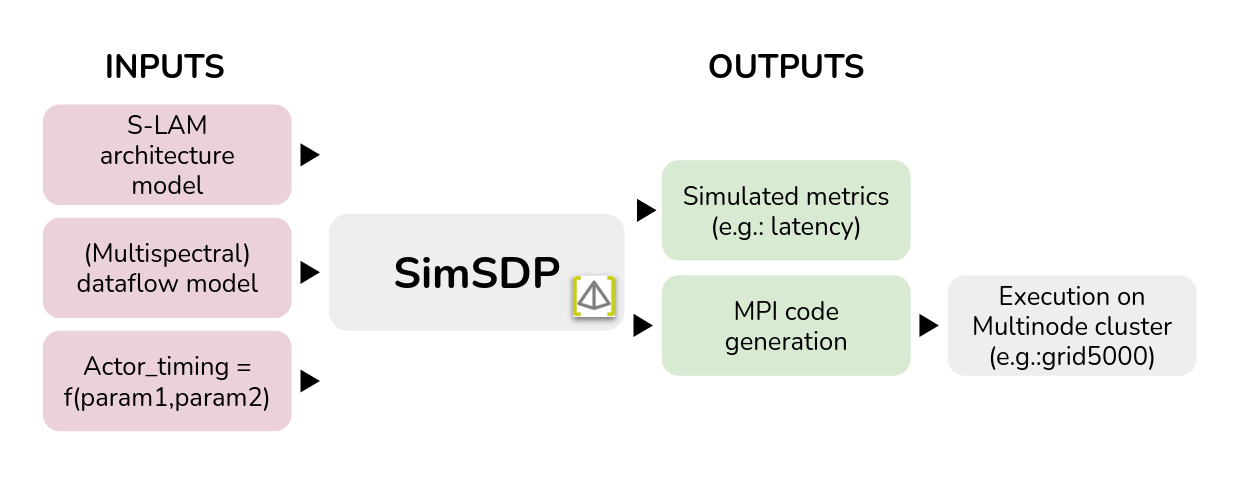 INPUTS
S-LAM
architecture
model
(Multispectral)
dataflow model
Actor_timing =
f(param1,param2)
SimSDP
OUTPUTS
Simulated metrics
(e.g.: latency)
MPI code
generation
Execution on
Multinode cluster
(e.g.:grid5000)